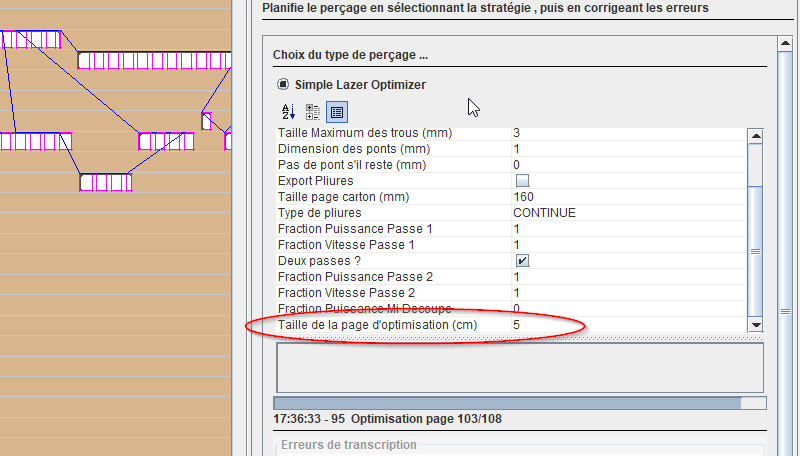 Planifie le perçage en sélectionnant la stratégie , puis en corrigeant les erreurs
Choix du type de perçage ...
Simple Lazer Optimizer
Taille Maximum des trous (mm) 3
Dimension des ponts (mm) 1
Pas de pont s'il reste (mm) 0
Export Pliures
Taille page carton (mm) 160
Type de pliures CONTINUE
Fraction Puissance Passe 1 1
Fraction Vitesse Passe 1 1
Deux passes ?
Fraction Puissance Passe 2 1
Fraction Vitesse Passe 2 1
Fraction Puissance Mi Decoupe 0
Taille de la page d'optimisation (cm) 5
17:36:33 - 95 Optimisation page 103/108
Erreurs de transcription